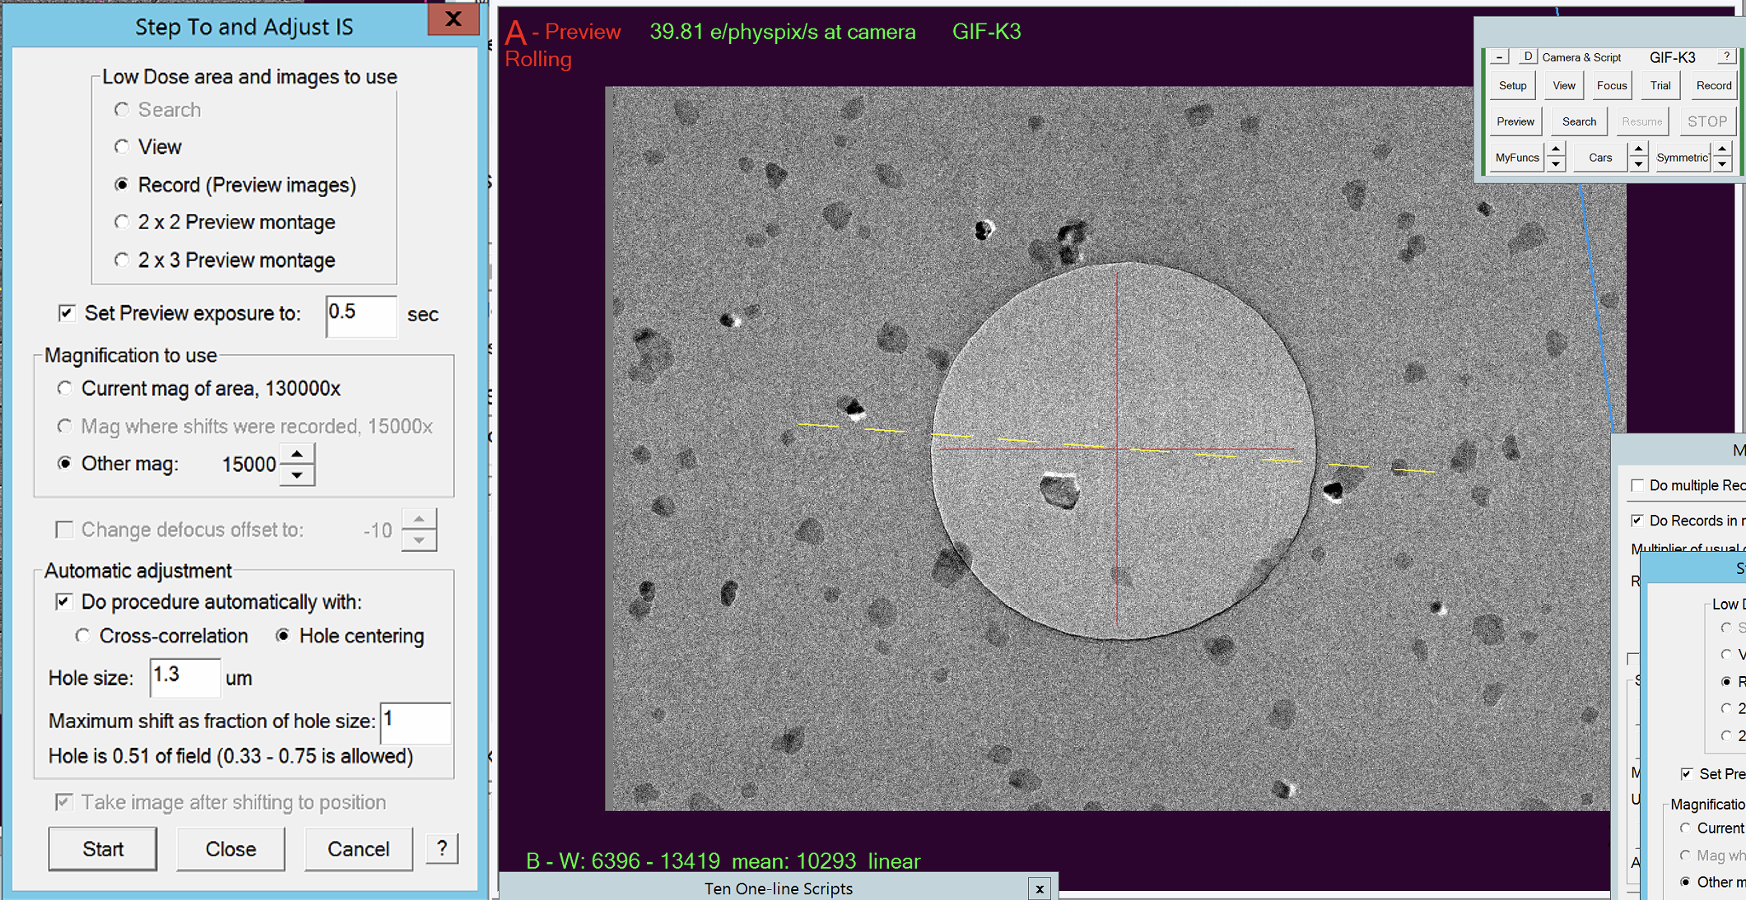 Step To and Adjust IS
X
Low Dose area and images to use
Search
View
Record (Preview images)
2 x 2 Preview montage
2 x 3 Preview montage
Set Preview exposure to: 0.5 sec
Magnification to use
Current mag of area, 130000x
Mag where shifts were recorded, 15000x
Other mag: 15000
Change defocus offset to: -10
Automatic adjustment
Do procedure automatically with:
Cross-correlation Hole centering
Hole size: 1.3 um
Maximum shift as fraction of hole size: 1
Hole is 0.51 of field (0.33 - 0.75 is allowed)
Take image after shifting to position
Start Close Cancel ?
A - Preview 39.81 e/physpix/s at camera GIF-K3
Rolling
B - W: 6396 - 13419 mean: 10293 linear
Ten One-line Scripts x
- D Camera & Script GIF-K3 ?
Setup View Focus Trial Record
Preview Search Resume STOP
MyFuncs Cars Symmetric
M
Do multiple Rec
Do Records in
Multiplier of usual
R
S
Low
S
V
R
2
2
Set Pre
Magnificatio
Current
Mag wh
Other m
M
U
A